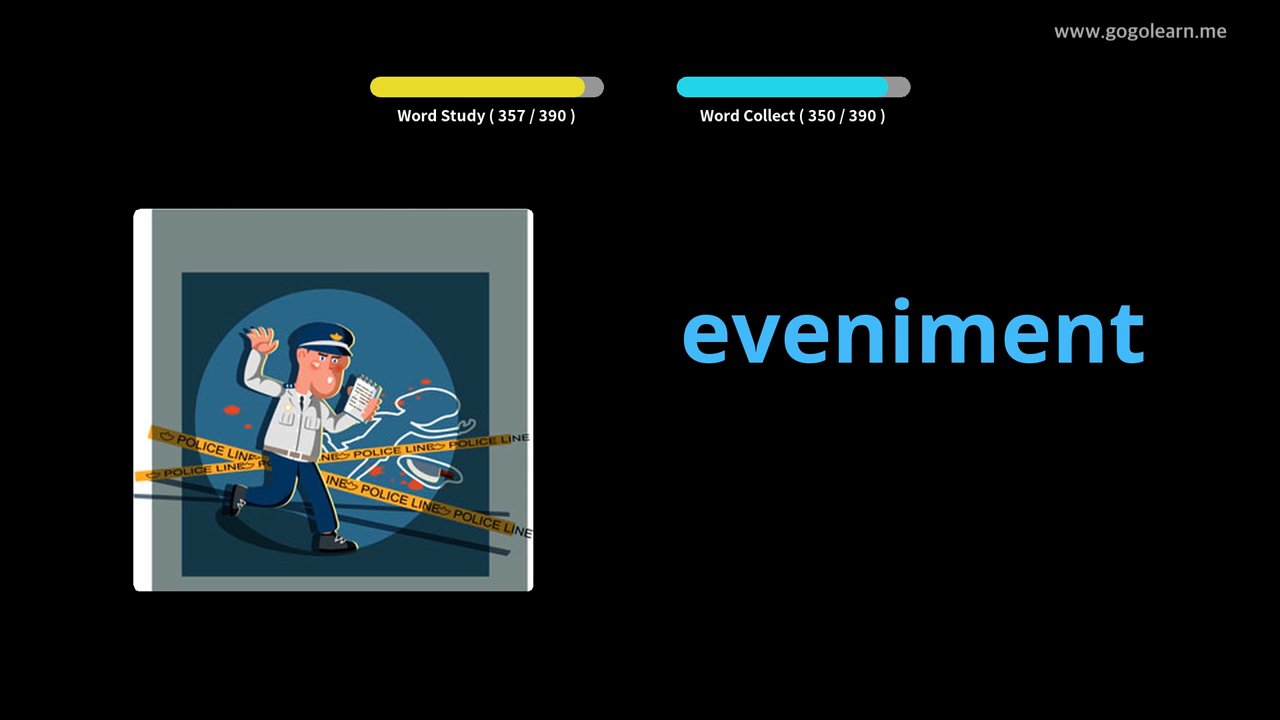 www.gogolearn.me
Word Study ( 357 / 390 )
Word Collect ( 350 / 390 )
eveniment
POLICE LINE POLICE LINE
POLICE LINE
POLICE LINE
POLICE LINE
POLICE LINE